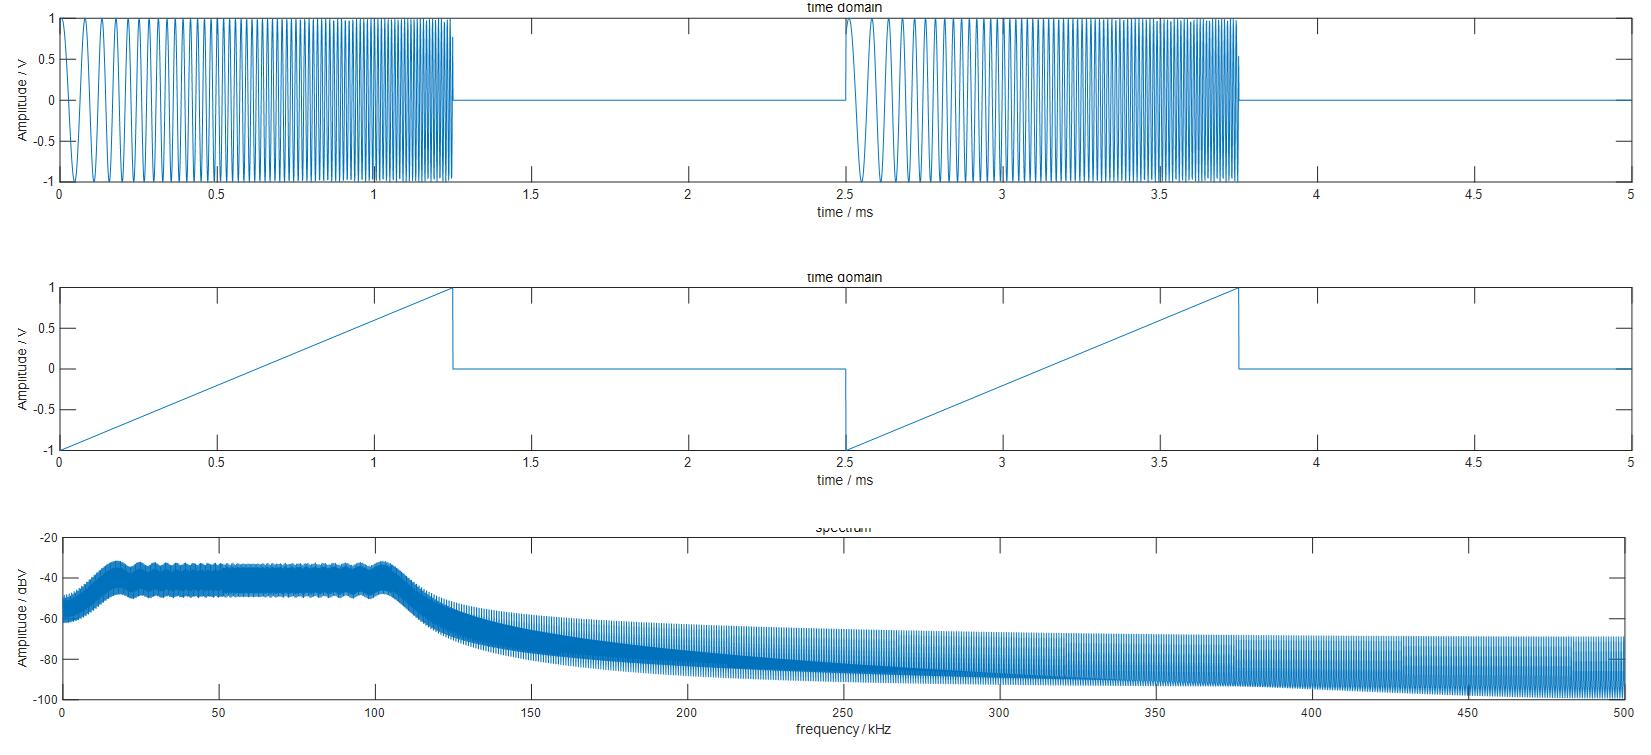 time domain
1
0.5
0
-0.5
-1
Amplitude / V
0 0.5 1 1.5 2 2.5 3 3.5 4 4.5 5
time / ms
time domain
1
0.5
0
-0.5
-1
Amplitude / V
0 0.5 1 1.5 2 2.5 3 3.5 4 4.5 5
time / ms
spectrum
-20
-40
-60
-80
-100
Amplitude / dBV
0 50 100 150 200 250 300 350 400 450 500
frequency / kHz